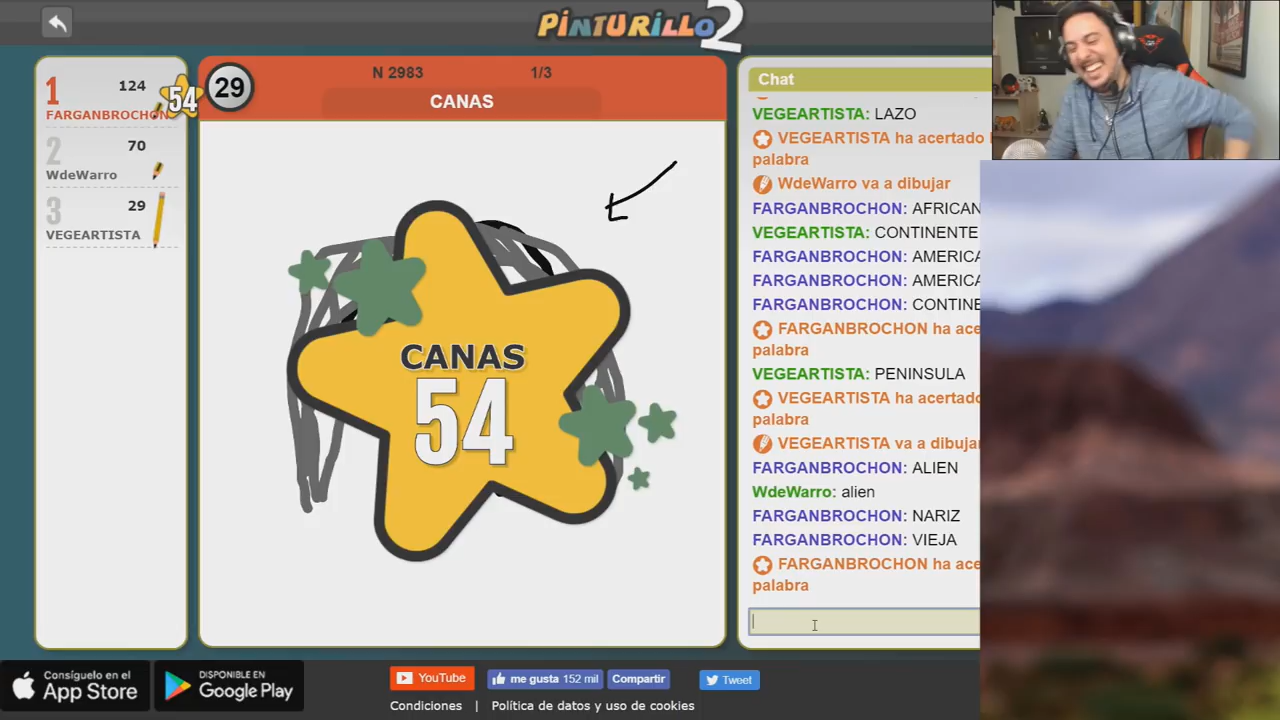 PINTURILLO 2
1
124
54
FARGANBROCHON
2
70
WdeWarro
3
29
VEGEARTISTA
29
N 2983
1/3
CANAS
CANAS
54
Chat
VEGEARTISTA: LAZO
VEGEARTISTA ha acertado
palabra
WdeWarro va a dibujar
FARGANBROCHON: AFRICAN
VEGEARTISTA: CONTINENTE
FARGANBROCHON: AMERICA
FARGANBROCHON: AMERICA
FARGANBROCHON: CONTINE
FARGANBROCHON ha ace
palabra
VEGEARTISTA: PENINSULA
VEGEARTISTA ha acertado
palabra
VEGEARTISTA va a dibuja
FARGANBROCHON: ALIEN
WdeWarro: alien
FARGANBROCHON: NARIZ
FARGANBROCHON: VIEJA
FARGANBROCHON ha ace
palabra
Consíguelo en el
App Store
DISPONIBLE EN
Google Play
YouTube
me gusta 152 mil
Compartir
Tweet
Condiciones
Política de datos y uso de cookies